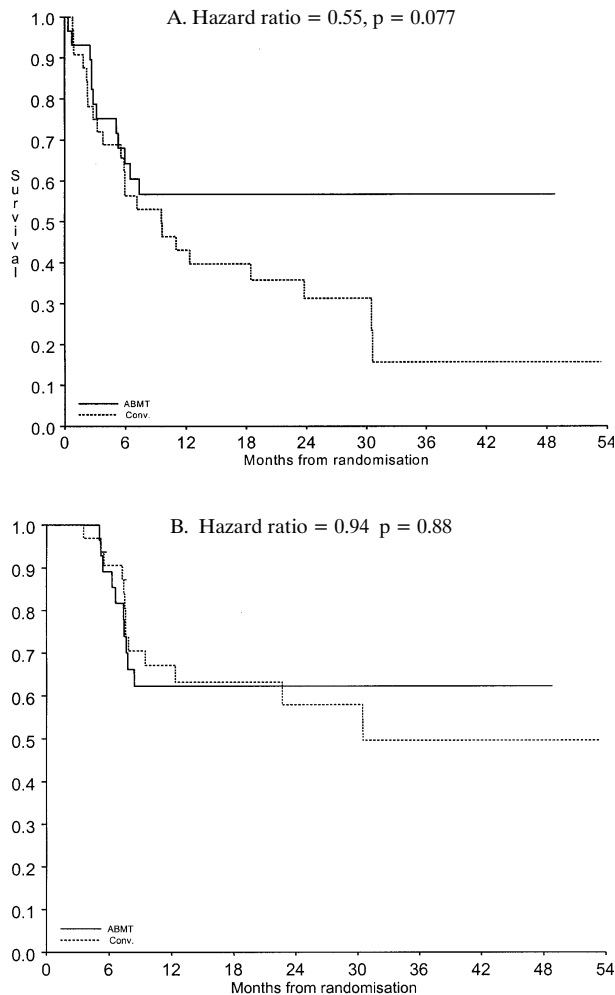 A. Hazard ratio = 0.55, p = 0.077
1.0
0.9
0.8
0.7
0.6
0.5
0.4
0.3
0.2
0.1
0.0
Survival
ABMT
Conv.
0 6 12 18 24 30 36 42 48 54
Months from randomisation
B. Hazard ratio = 0.94 p = 0.88
1.0
0.9
0.8
0.7
0.6
0.5
0.4
0.3
0.2
0.1
0.0
ABMT
Conv.
0 6 12 18 24 30 36 42 48 54
Months from randomisation